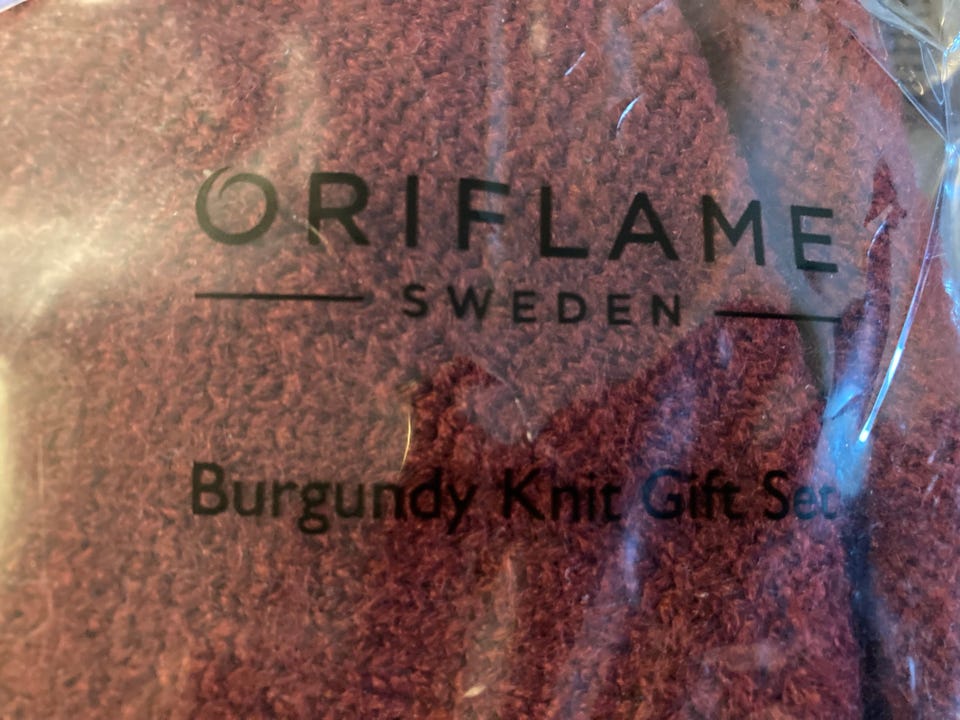 ORIFLAME
SWEDEN
Burgundy Knit Gift Set